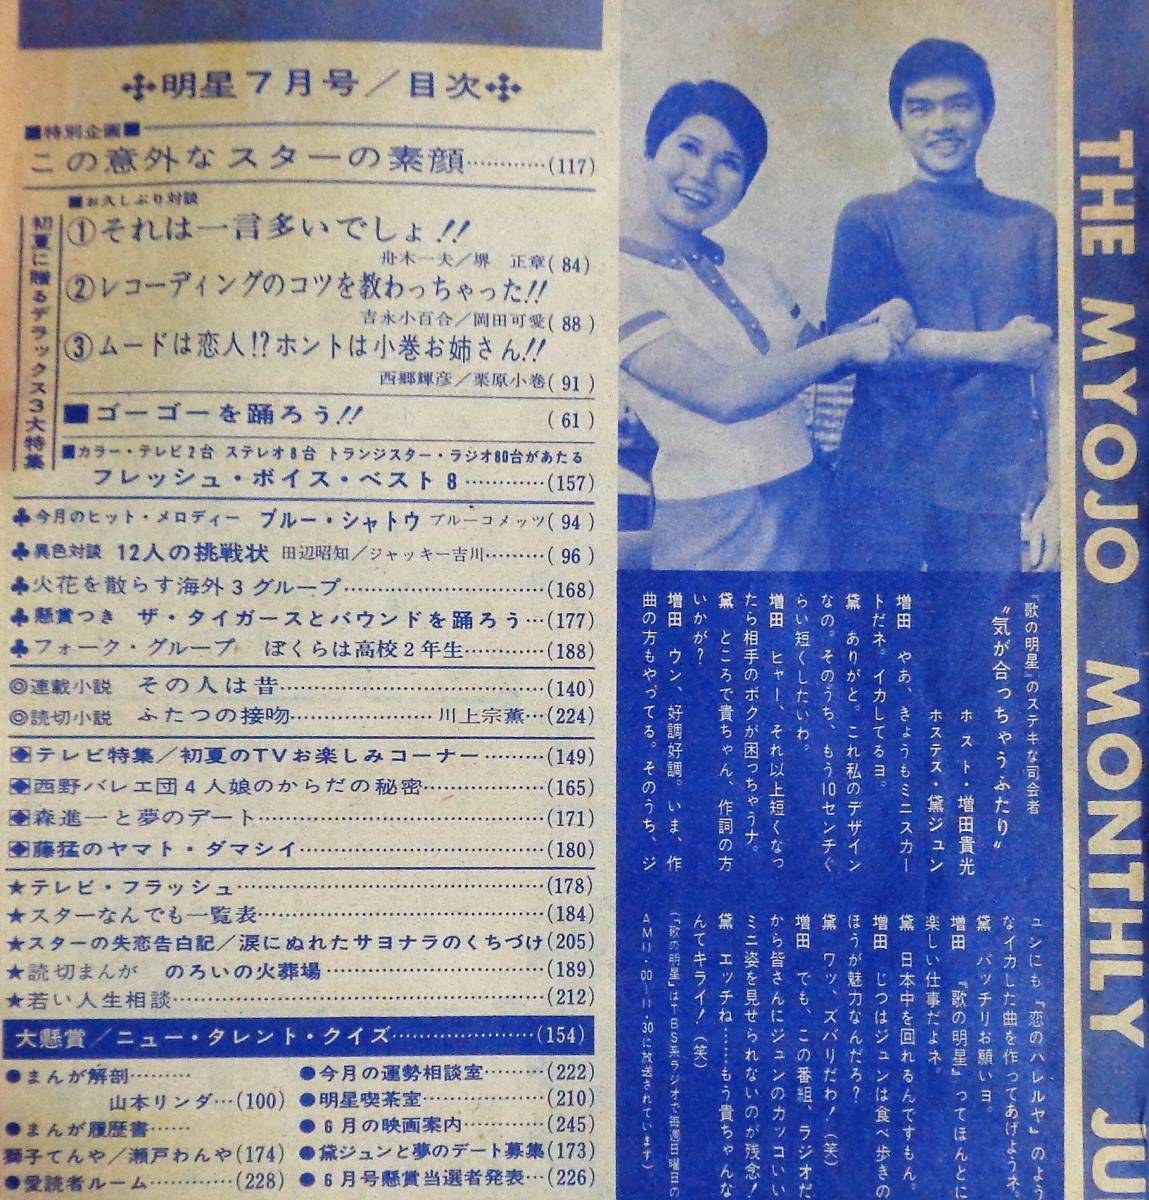 明星7月号／目次
■特別企画■
この意外なスターの素顔…………(117)
初夏に贈るデラックス3大特集
■お久しぶり対談
①それは一言多いでしょ!!
舟木一夫／堺 正章(84)
②レコーディングのコツを教わっちゃった!!
吉永小百合／岡田可愛(88)
③ムードは恋人!?ホントは小巻お姉さん!!
西郷輝彦／栗原小巻(91)
■ゴーゴーを踊ろう!! (61)
■カラー・テレビ2台 ステレオ8台 トランジスター・ラジオ80台があたる
フレッシュ・ボイス・ベスト8…………(157)
♣今月のヒット・メロディー ブルー・シャトウ ブルーコメッツ(94)
♣異色対談 12人の挑戦状 田辺昭知／ジャッキー吉川………(96)
♣火花を散らす海外3グループ…………(168)
♣懸賞つき ザ・タイガースとバウンドを踊ろう…(177)
♣フォーク・グループ ぼくらは高校2年生………(188)
◎連載小説 その人は昔…………(140)
◎読切小説 ふたつの接吻…………川上宗薫…(224)
◆テレビ特集／初夏のTVお楽しみコーナー………(149)
◆西野バレエ団4人娘のからだの秘密…………(165)
◆森進一と夢のデート…………(171)
◆藤猛のヤマト・ダマシイ…………(180)
★テレビ・フラッシュ…………(178)
★スターなんでも一覧表…………(184)
★スターの失恋告白記／涙にぬれたサヨナラのくちづけ(205)
★読切まんが のろいの火葬場…………(189)
★若い人生相談…………(212)
大懸賞／ニュー・タレント・クイズ…………(154)
●まんが解剖………
山本リンダ…(100)
●まんが履歴書……
獅子てんや／瀬戸わんや(174)
●愛読者ルーム…………(228)
●今月の運勢相談室………(222)
●明星喫茶室…………(210)
●6月の映画案内…………(245)
●黛ジュンと夢のデート募集(173)
●6月号懸賞当選者発表…(226)
『歌の明星』のステキな司会者
〝気が合っちゃうふたり〟
ホスト・増田貴光
ホステス・黛ジュン
増田 やあ、きょうもミニスカー
トだネ。イカしてるヨ。
黛 ありがと。これ私のデザイン
なの。そのうち、もう10センチぐ
らい短くしたいわ。
増田 ヒャー、それ以上短くなっ
たら相手のボクが困っちゃうナ。
黛 ところで貴ちゃん、作詞の方
いかが？
増田 ウン、好調好調。いま、作
曲の方もやってる。そのうち、ジ
ュンにも『恋のハレルヤ』のよう
なイカした曲を作ってあげようネ。
黛 バッチリお願いヨ。
増田 『歌の明星』ってほんとに
楽しい仕事だよネ。
黛 日本中を回れるんですもん。
増田 じつはジュンは食べ歩きの
ほうが魅力なんだろ？
黛 ワッ、ズバリだわ！（笑）
増田 でも、この番組、ラジオだ
から皆さんにジュンのカッコいい
ミニ姿を見せられないのが残念！
黛 エッチね……もう貴ちゃんな
んてキライ！（笑）
（『歌の明星』はTBS系ラジオで毎週日曜日の
AM11・00―11・30に放送されています）
THE MYOJO MONTHLY JU